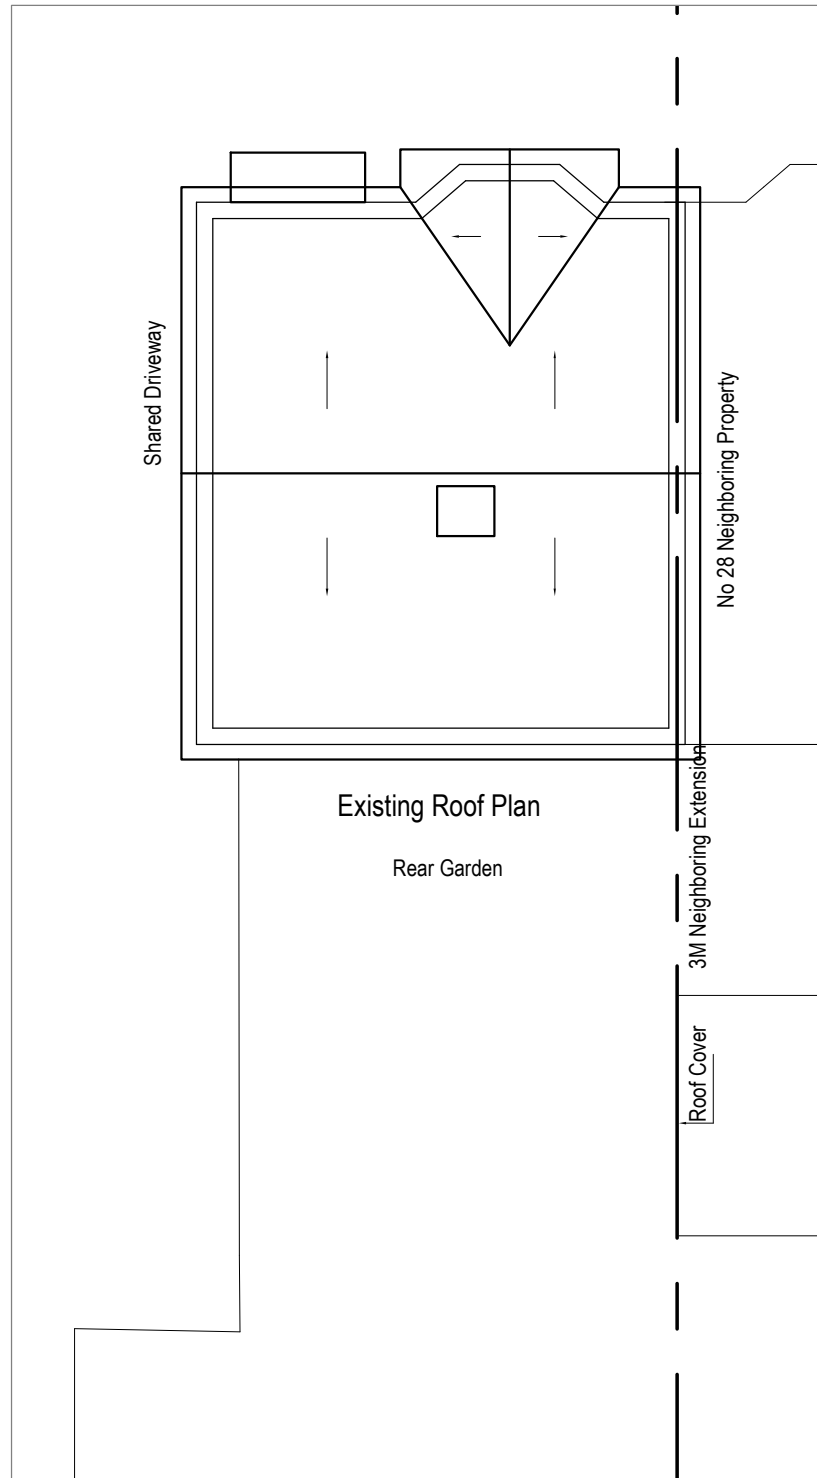 Shared Driveway
No 28 Neighboring Property
Existing Roof Plan
Rear Garden
3M Neighboring Extension
Roof Cover